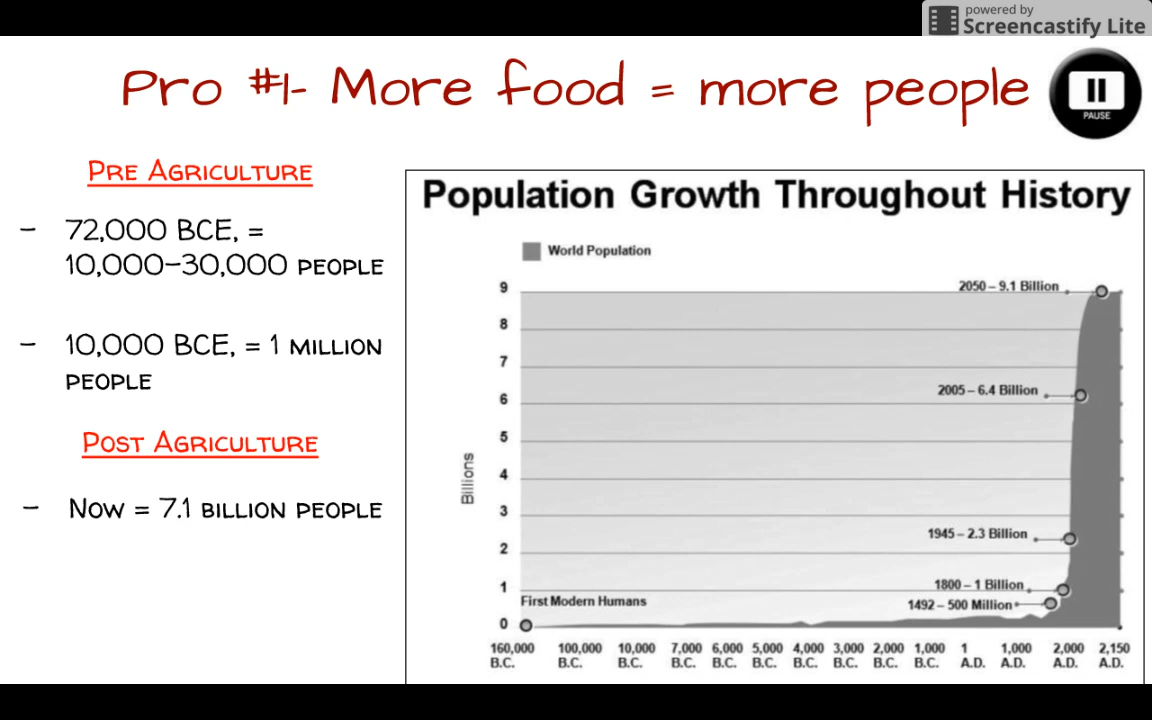 powered by
Screencastify Lite
Pro #1- More food = more people
PAUSE
PRE AGRICULTURE
- 72,000 BCE, =
10,000-30,000 PEOPLE
- 10,000 BCE, = 1 MILLION
PEOPLE
POST AGRICULTURE
- NOW = 7.1 BILLION PEOPLE
Population Growth Throughout History
World Population
Billions
9
8
7
6
5
4
3
2
1
0
2050 – 9.1 Billion
2005 – 6.4 Billion
1945 – 2.3 Billion
1800 – 1 Billion
1492 – 500 Million
First Modern Humans
160,000 100,000 10,000 7,000 6,000 5,000 4,000 3,000 2,000 1,000 1 1,000 2,000 2,150
B.C. B.C. B.C. B.C. B.C. B.C. B.C. B.C. B.C. B.C. A.D. A.D. A.D. A.D.